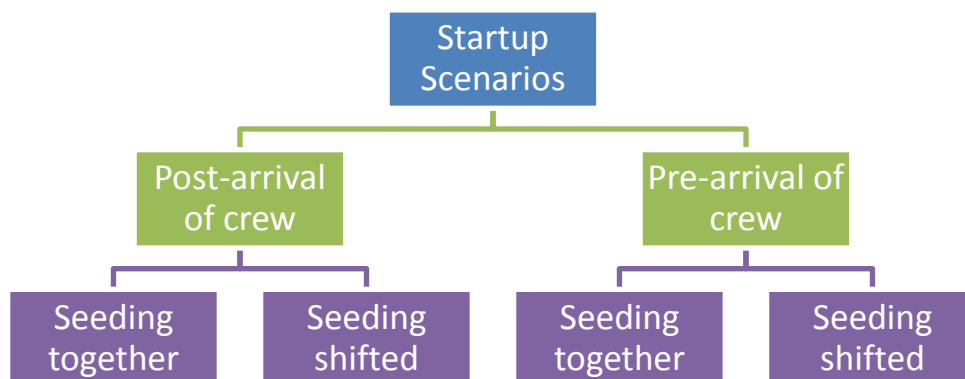 Startup
Scenarios
Post-arrival
of crew
Pre-arrival of
crew
Seeding
together
Seeding
shifted
Seeding
together
Seeding
shifted